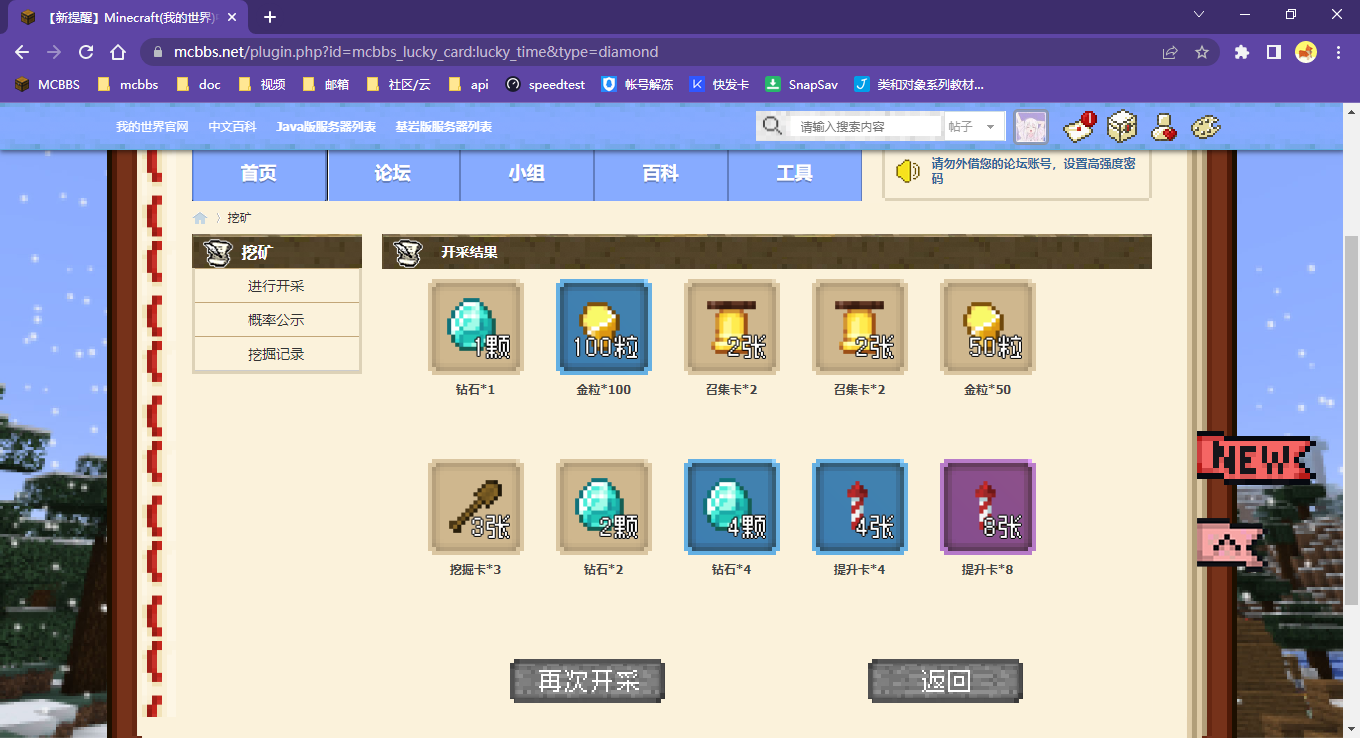 【新提醒】Minecraft(我的世界)
mcbbs.net/plugin.php?id=mcbbs_lucky_card:lucky_time&type=diamond
MCBBS mcbbs doc 视频 邮箱 社区/云 api speedtest 帐号解冻 快发卡 SnapSav 类和对象系列教材...
我的世界官网 中文百科 Java版服务器列表 基岩版服务器列表 请输入搜索内容 帖子
首页 论坛 小组 百科 工具
请勿外借您的论坛账号，设置高强度密
码
挖矿
挖矿
进行开采
概率公示
挖掘记录
开采结果
1颗 100粒 2张 2张 50粒
钻石*1 金粒*100 召集卡*2 召集卡*2 金粒*50
3张 2颗 4颗 4张 8张
挖掘卡*3 钻石*2 钻石*4 提升卡*4 提升卡*8
NEW
再次开采 返回